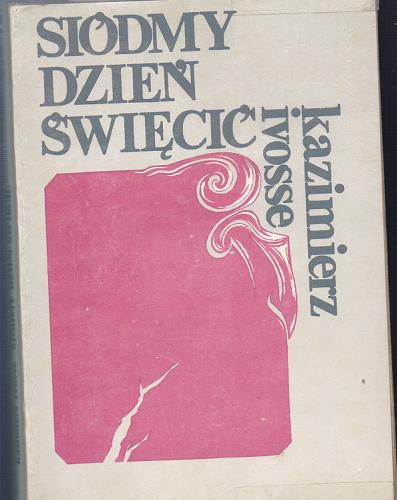 SIÓDMY
DZIEŃ
ŚWIĘCIĆ
kazimierz
ivosse